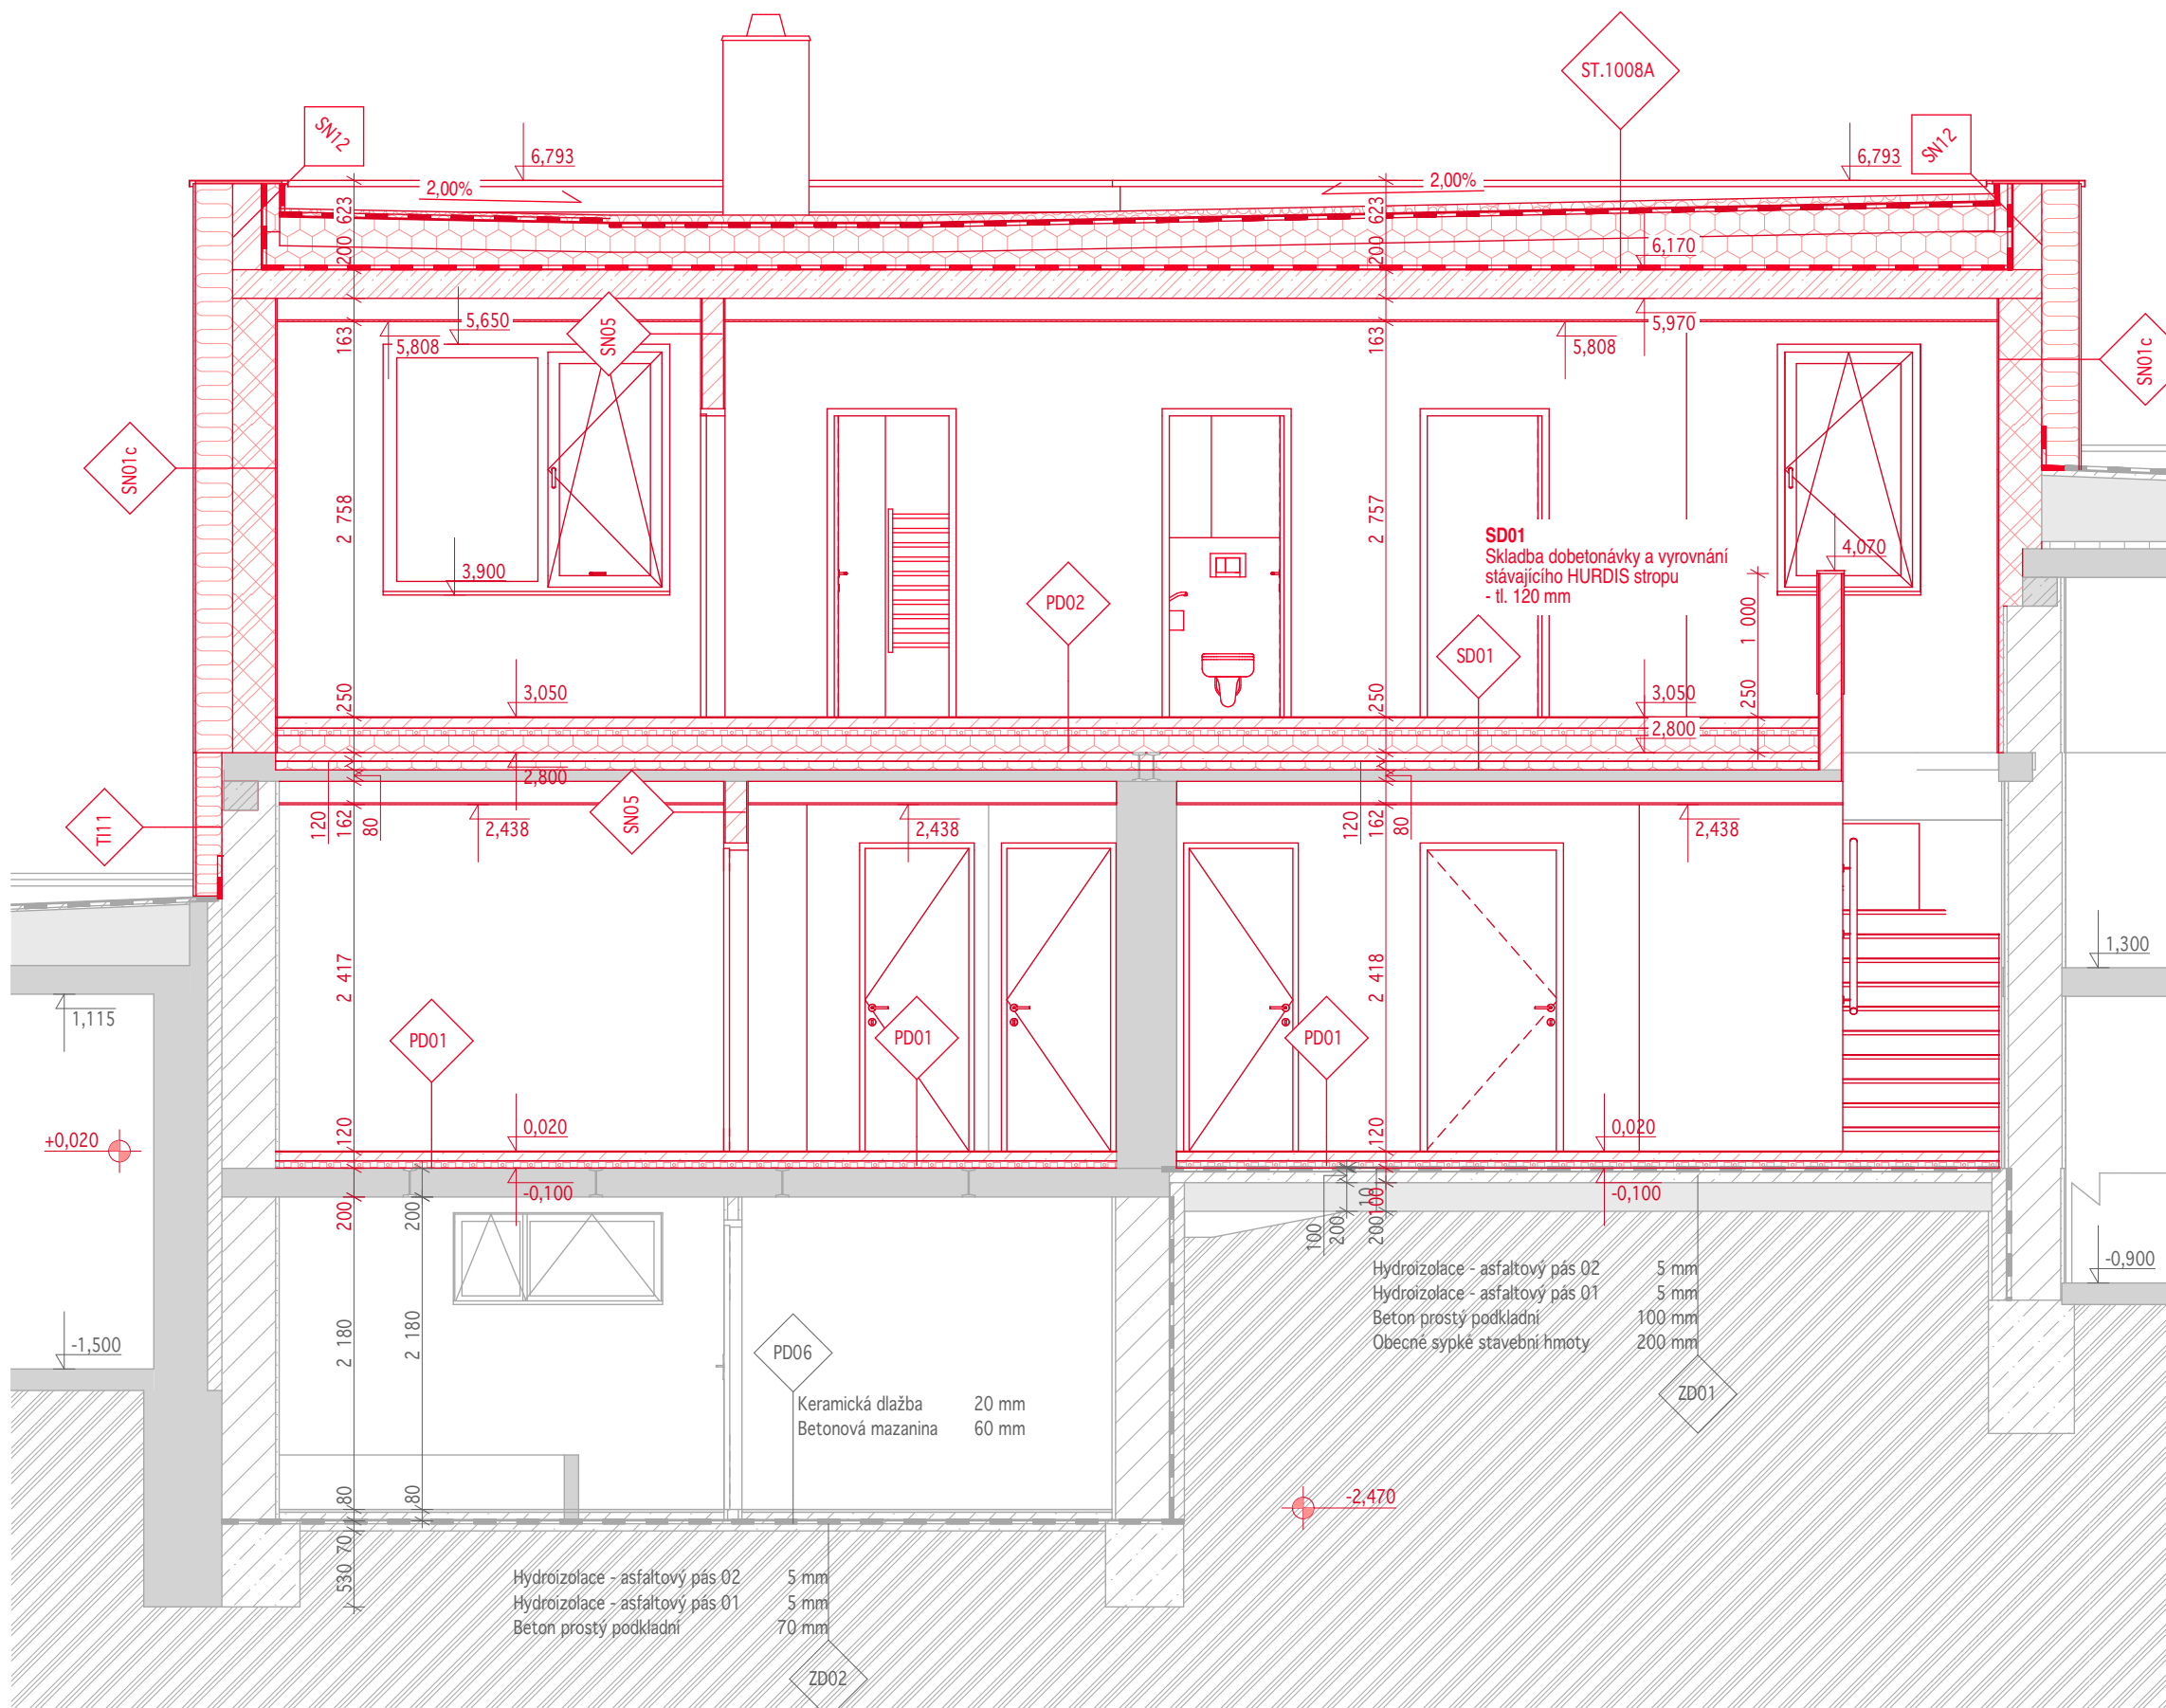 ST.1008A
SN12
SN12
6,793
6,793
2,00%
2,00%
623
623
200
200
6,170
5,650
5,808
SN05
163
163
5,970
5,808
SN01c
SN01c
2 758
2 757
3,900
SD01
Skladba dobetonávky a vyrovnání
stávajícího HURDIS stropu
- tl. 120 mm
4,070
PD02
1 000
SD01
250
3,050
250
3,050
250
2,800
2,800
TI11
120
162
80
2,438
SN05
2,438
120
162
80
2,438
2 417
2 418
1,300
1,115
PD01
PD01
PD01
+0,020
120
0,020
120
0,020
200
200
-0,100
100
200
10
100
200
-0,100
-0,900
Hydroizolace - asfaltový pás 02 5 mm
Hydroizolace - asfaltový pás 01 5 mm
Beton prostý podkladní 100 mm
Obecné sypké stavební hmoty 200 mm
-1,500
2 180
2 180
PD06
ZD01
Keramická dlažba 20 mm
Betonová mazanina 60 mm
80
80
-2,470
70
530
Hydroizolace - asfaltový pás 02 5 mm
Hydroizolace - asfaltový pás 01 5 mm
Beton prostý podkladní 70 mm
ZD02